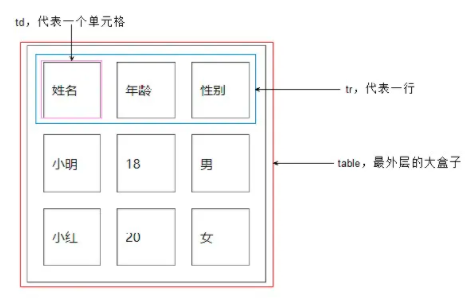 td，代表一个单元格
姓名 年龄 性别
tr，代表一行
小明 18 男
table，最外层的大盒子
小红 20 女